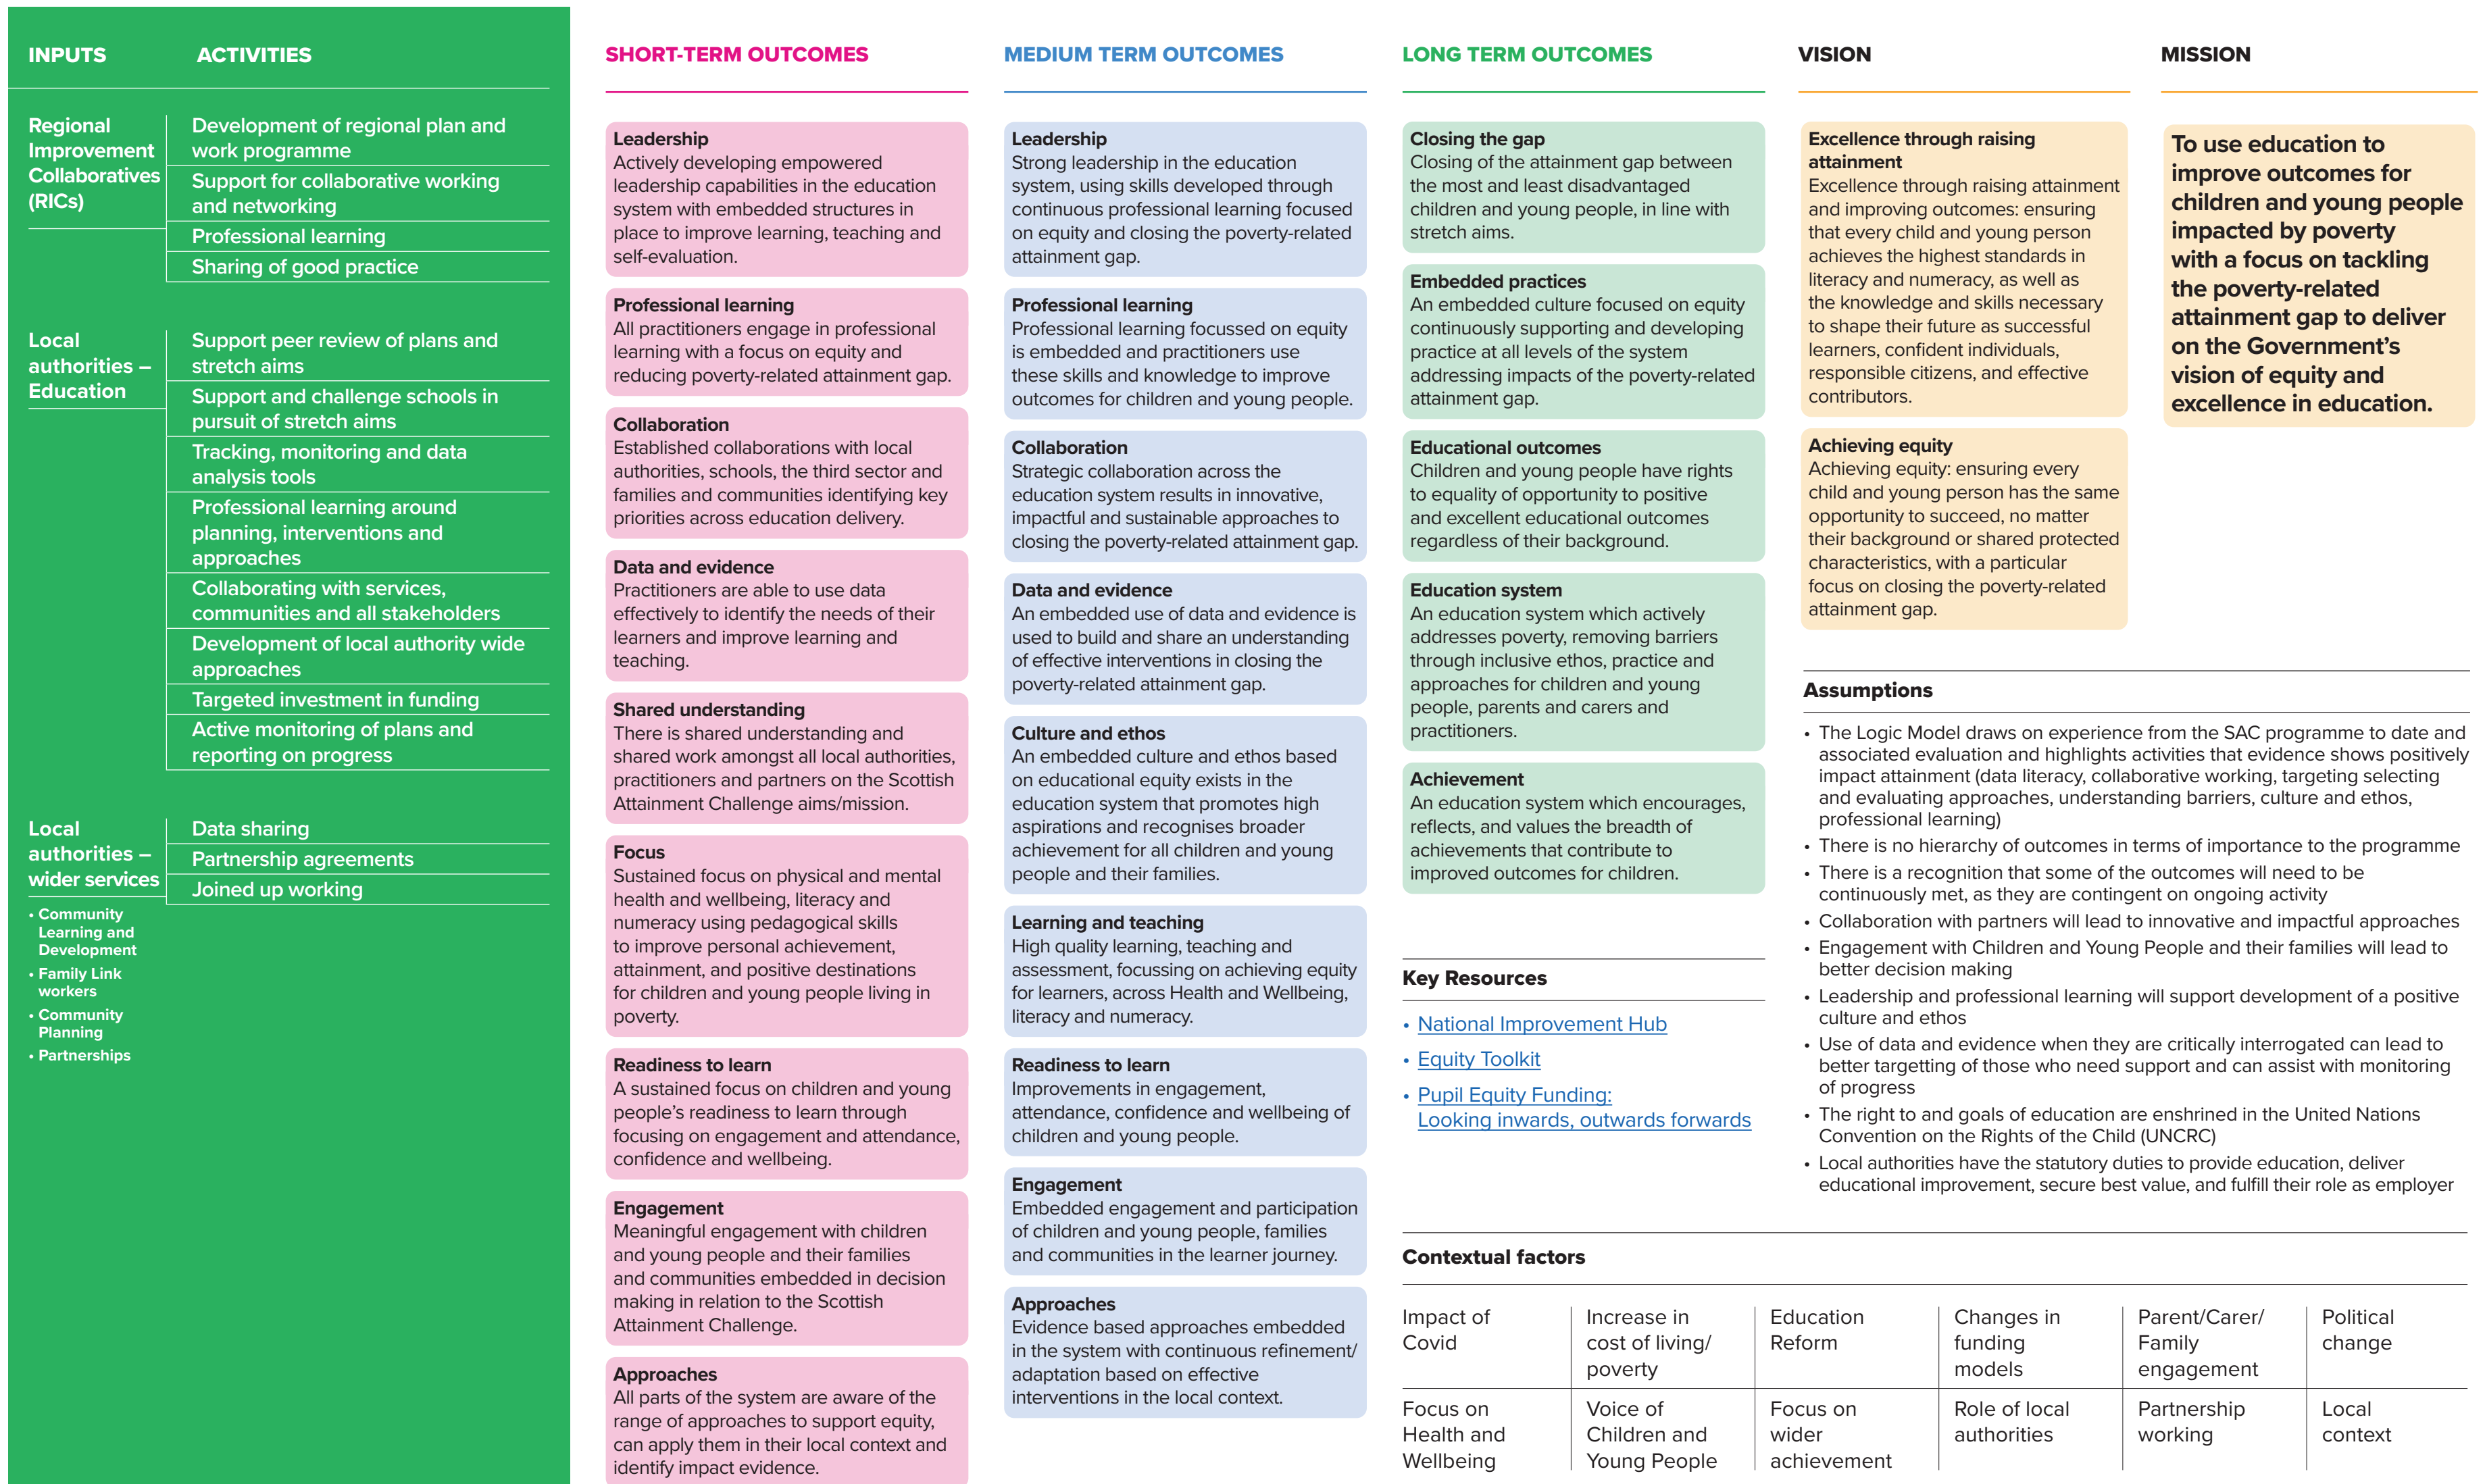 INPUTS
ACTIVITIES
Regional
Improvement
Collaboratives
(RICs)
Development of regional plan and
work programme
Support for collaborative working
and networking
Professional learning
Sharing of good practice
Local
authorities –
Education
Support peer review of plans and
stretch aims
Support and challenge schools in
pursuit of stretch aims
Tracking, monitoring and data
analysis tools
Professional learning around
planning, interventions and
approaches
Collaborating with services,
communities and all stakeholders
Development of local authority wide
approaches
Targeted investment in funding
Active monitoring of plans and
reporting on progress
Local
authorities –
wider services
• Community
Learning and
Development
• Family Link
workers
• Community
Planning
• Partnerships
Data sharing
Partnership agreements
Joined up working
SHORT-TERM OUTCOMES
Leadership
Actively developing empowered
leadership capabilities in the education
system with embedded structures in
place to improve learning, teaching and
self-evaluation.
Professional learning
All practitioners engage in professional
learning with a focus on equity and
reducing poverty-related attainment gap.
Collaboration
Established collaborations with local
authorities, schools, the third sector and
families and communities identifying key
priorities across education delivery.
Data and evidence
Practitioners are able to use data
effectively to identify the needs of their
learners and improve learning and
teaching.
Shared understanding
There is shared understanding and
shared work amongst all local authorities,
practitioners and partners on the Scottish
Attainment Challenge aims/mission.
Focus
Sustained focus on physical and mental
health and wellbeing, literacy and
numeracy using pedagogical skills
to improve personal achievement,
attainment, and positive destinations
for children and young people living in
poverty.
Readiness to learn
A sustained focus on children and young
people’s readiness to learn through
focusing on engagement and attendance,
confidence and wellbeing.
Engagement
Meaningful engagement with children
and young people and their families
and communities embedded in decision
making in relation to the Scottish
Attainment Challenge.
Approaches
All parts of the system are aware of the
range of approaches to support equity,
can apply them in their local context and
identify impact evidence.
MEDIUM TERM OUTCOMES
Leadership
Strong leadership in the education
system, using skills developed through
continuous professional learning focused
on equity and closing the poverty-related
attainment gap.
Professional learning
Professional learning focussed on equity
is embedded and practitioners use
these skills and knowledge to improve
outcomes for children and young people.
Collaboration
Strategic collaboration across the
education system results in innovative,
impactful and sustainable approaches to
closing the poverty-related attainment gap.
Data and evidence
An embedded use of data and evidence is
used to build and share an understanding
of effective interventions in closing the
poverty-related attainment gap.
Culture and ethos
An embedded culture and ethos based
on educational equity exists in the
education system that promotes high
aspirations and recognises broader
achievement for all children and young
people and their families.
Learning and teaching
High quality learning, teaching and
assessment, focussing on achieving equity
for learners, across Health and Wellbeing,
literacy and numeracy.
Readiness to learn
Improvements in engagement,
attendance, confidence and wellbeing of
children and young people.
Engagement
Embedded engagement and participation
of children and young people, families
and communities in the learner journey.
Approaches
Evidence based approaches embedded
in the system with continuous refinement/
adaptation based on effective
interventions in the local context.
LONG TERM OUTCOMES
Closing the gap
Closing of the attainment gap between
the most and least disadvantaged
children and young people, in line with
stretch aims.
Embedded practices
An embedded culture focused on equity
continuously supporting and developing
practice at all levels of the system
addressing impacts of the poverty-related
attainment gap.
Educational outcomes
Children and young people have rights
to equality of opportunity to positive
and excellent educational outcomes
regardless of their background.
Education system
An education system which actively
addresses poverty, removing barriers
through inclusive ethos, practice and
approaches for children and young
people, parents and carers and
practitioners.
Achievement
An education system which encourages,
reflects, and values the breadth of
achievements that contribute to
improved outcomes for children.
Key Resources
• National Improvement Hub
• Equity Toolkit
• Pupil Equity Funding:
Looking inwards, outwards forwards
VISION
Excellence through raising
attainment
Excellence through raising attainment
and improving outcomes: ensuring
that every child and young person
achieves the highest standards in
literacy and numeracy, as well as
the knowledge and skills necessary
to shape their future as successful
learners, confident individuals,
responsible citizens, and effective
contributors.
Achieving equity
Achieving equity: ensuring every
child and young person has the same
opportunity to succeed, no matter
their background or shared protected
characteristics, with a particular
focus on closing the poverty-related
attainment gap.
MISSION
To use education to
improve outcomes for
children and young people
impacted by poverty
with a focus on tackling
the poverty-related
attainment gap to deliver
on the Government’s
vision of equity and
excellence in education.
Assumptions
• The Logic Model draws on experience from the SAC programme to date and
associated evaluation and highlights activities that evidence shows positively
impact attainment (data literacy, collaborative working, targeting selecting
and evaluating approaches, understanding barriers, culture and ethos,
professional learning)
• There is no hierarchy of outcomes in terms of importance to the programme
• There is a recognition that some of the outcomes will need to be
continuously met, as they are contingent on ongoing activity
• Collaboration with partners will lead to innovative and impactful approaches
• Engagement with Children and Young People and their families will lead to
better decision making
• Leadership and professional learning will support development of a positive
culture and ethos
• Use of data and evidence when they are critically interrogated can lead to
better targetting of those who need support and can assist with monitoring
of progress
• The right to and goals of education are enshrined in the United Nations
Convention on the Rights of the Child (UNCRC)
• Local authorities have the statutory duties to provide education, deliver
educational improvement, secure best value, and fulfill their role as employer
Contextual factors
Impact of
Covid
Increase in
cost of living/
poverty
Education
Reform
Changes in
funding
models
Parent/Carer/
Family
engagement
Political
change
Focus on
Health and
Wellbeing
Voice of
Children and
Young People
Focus on
wider
achievement
Role of local
authorities
Partnership
working
Local
context